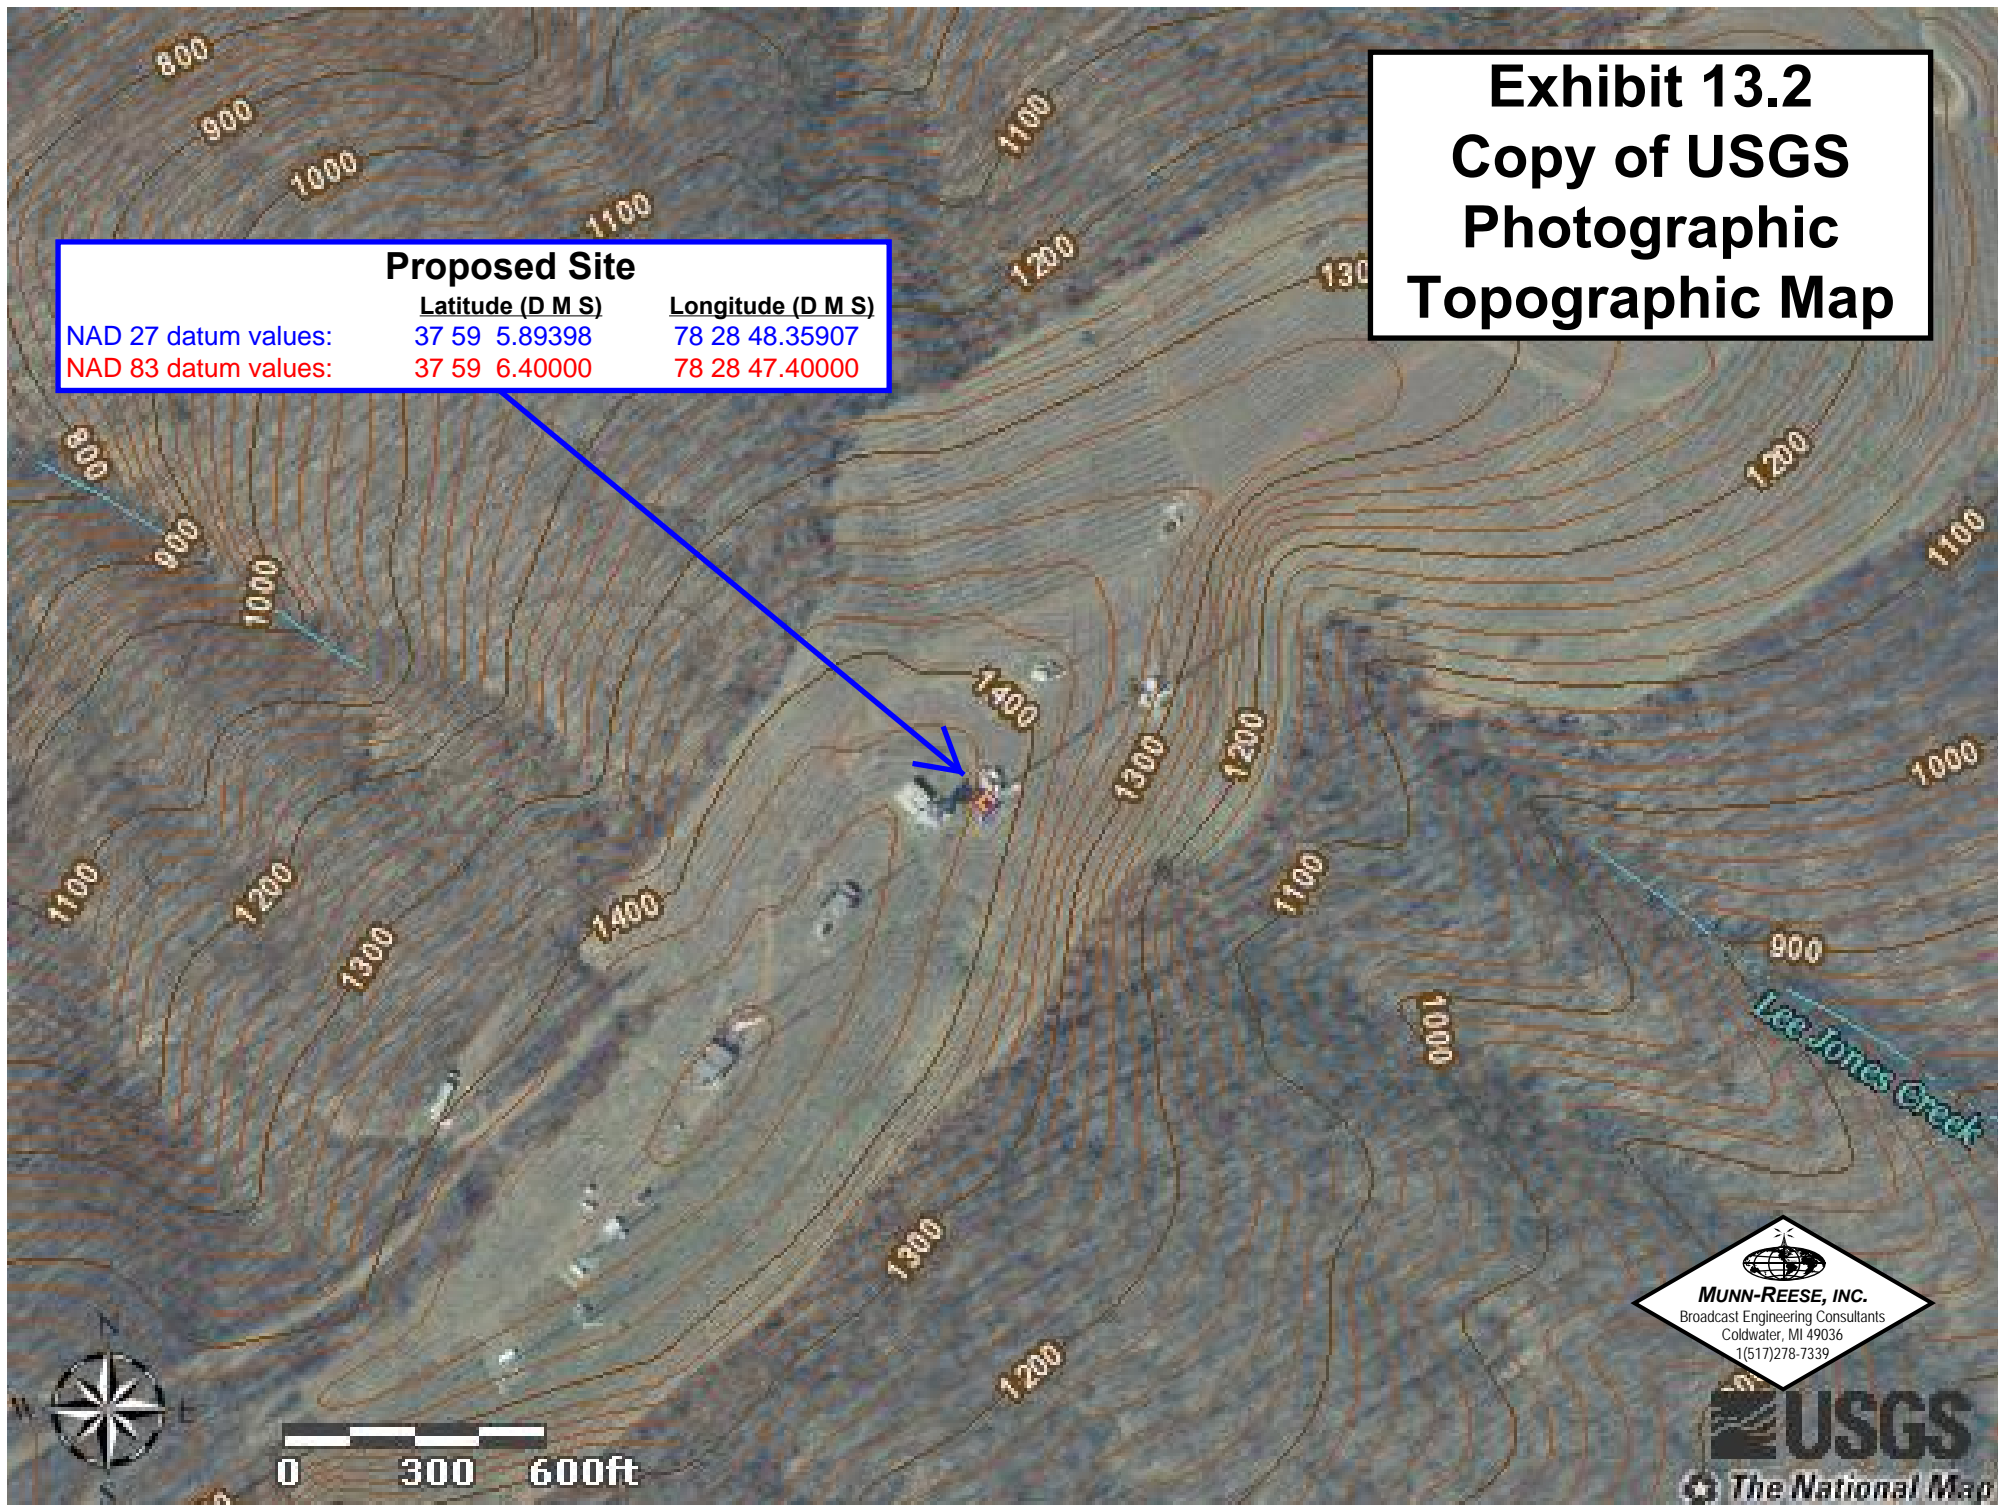 Exhibit 13.2
Copy of USGS
Photographic
Topographic Map
Proposed Site
Latitude (D M S) Longitude (D M S)
NAD 27 datum values: 37 59 5.89398 78 28 48.35907
NAD 83 datum values: 37 59 6.40000 78 28 47.40000
800
900
1000
1100
1100
1200
130
800
900
1000
1200
1100
1400
1300
1200
1000
1100
1200
1300
1400
1100
900
1000
Lee Jones Creek
1300
1200
MUNN-REESE, INC.
Broadcast Engineering Consultants
Coldwater, MI 49036
1(517)278-7339
N
W E
S
0 300 600ft
USGS
The National Map